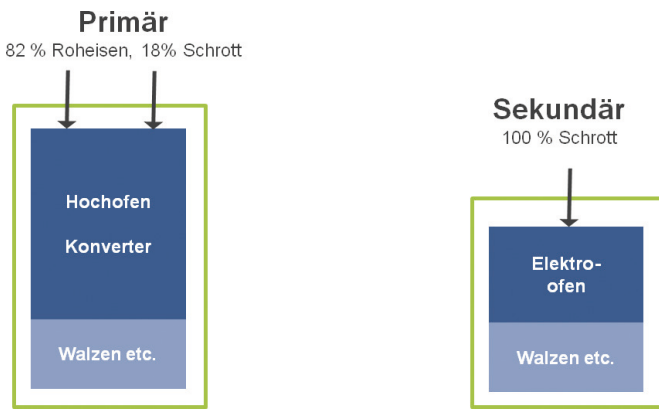 Primär
82 % Roheisen, 18% Schrott
Hochofen
Konverter
Walzen etc.
Sekundär
100 % Schrott
Elektro-
ofen
Walzen etc.